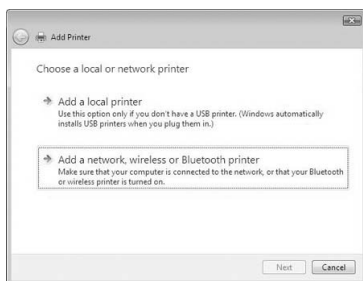 Add Printer
Choose a local or network printer
Add a local printer
Use this option only if you don't have a USB printer. (Windows automatically
installs USB printers when you plug them in.)
Add a network, wireless or Bluetooth printer
Make sure that your computer is connected to the network, or that your Bluetooth
or wireless printer is turned on.
Next
Cancel